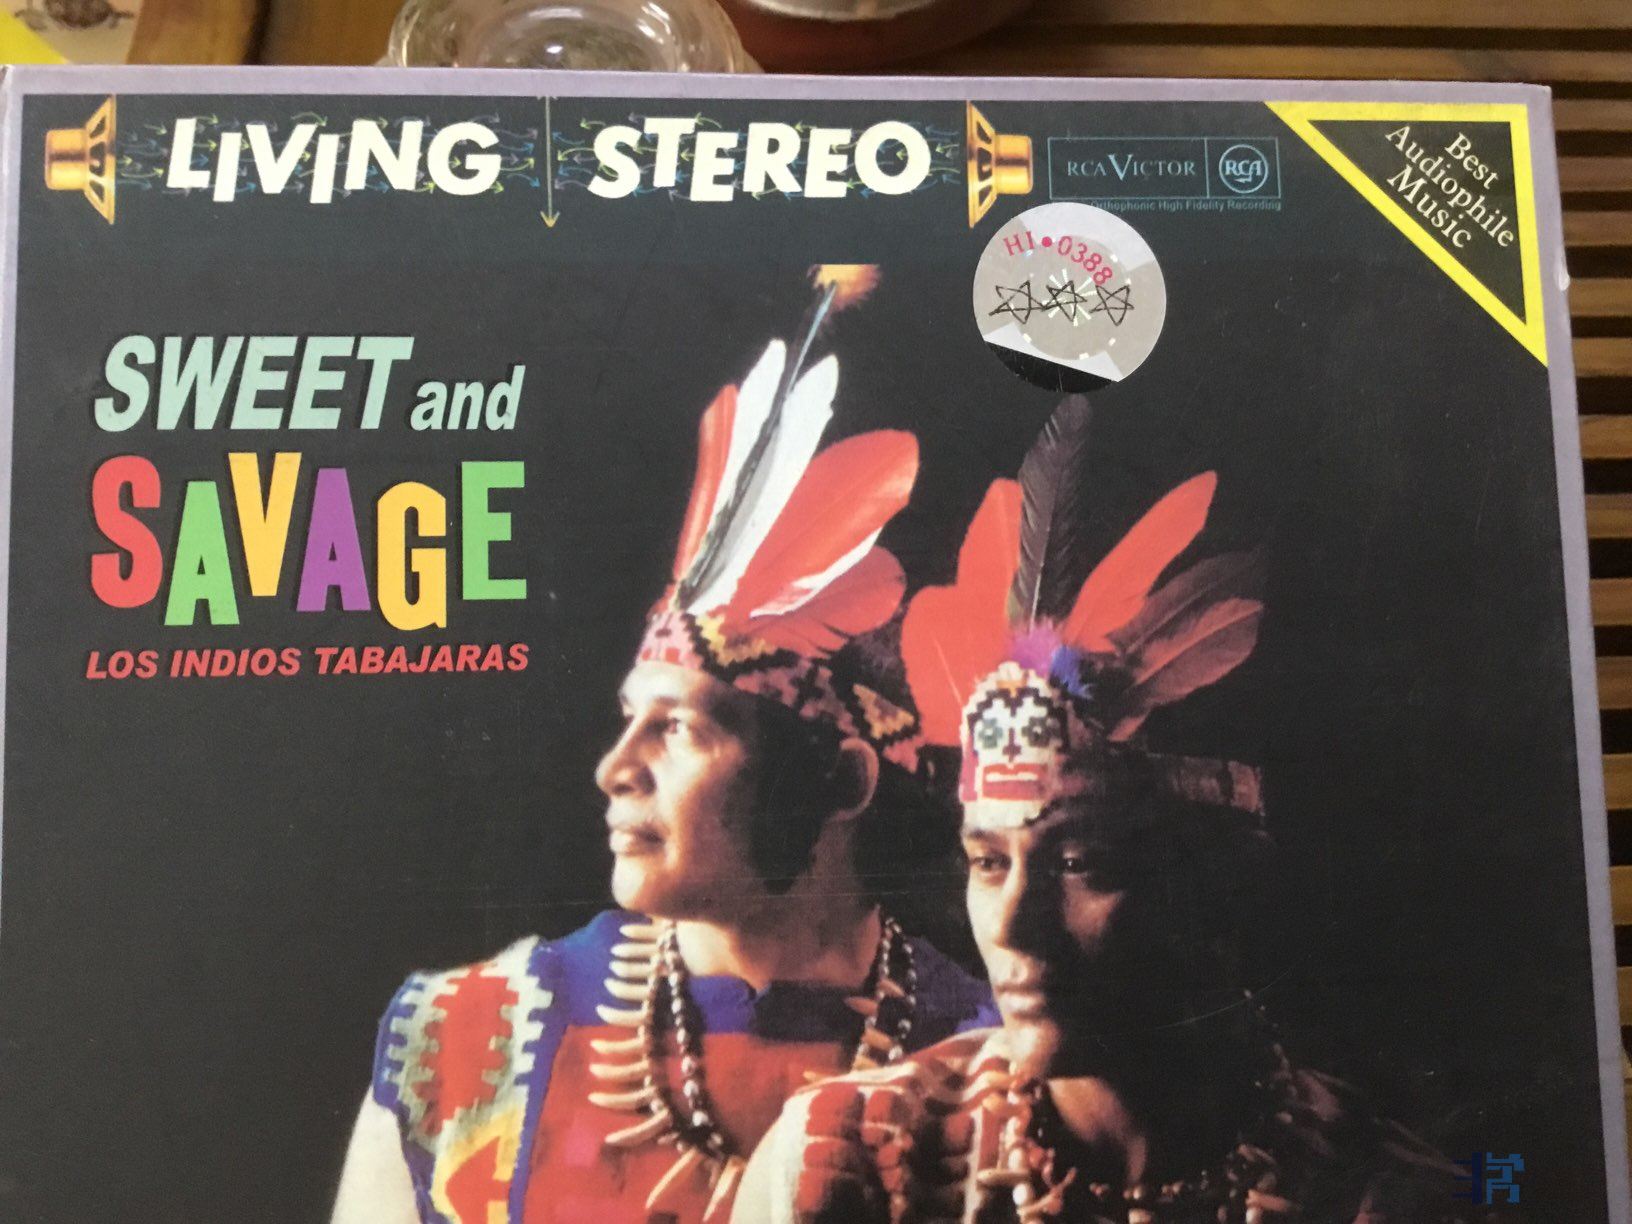 LIVING STEREO
RCA VICTOR RCA
Orthophonic High Fidelity Recording
Best
Audiophile
Music
HI•0388
SWEET and
SAVAGE
LOS INDIOS TABAJARAS